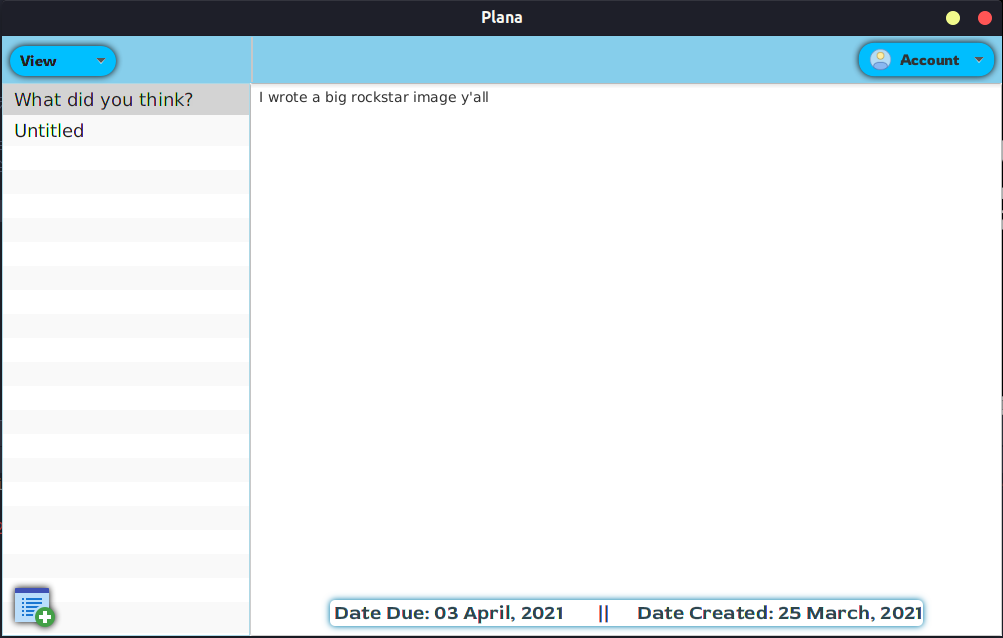 Plana
View
Account
What did you think?
I wrote a big rockstar image y'all
Untitled
Date Due: 03 April, 2021 || Date Created: 25 March, 2021